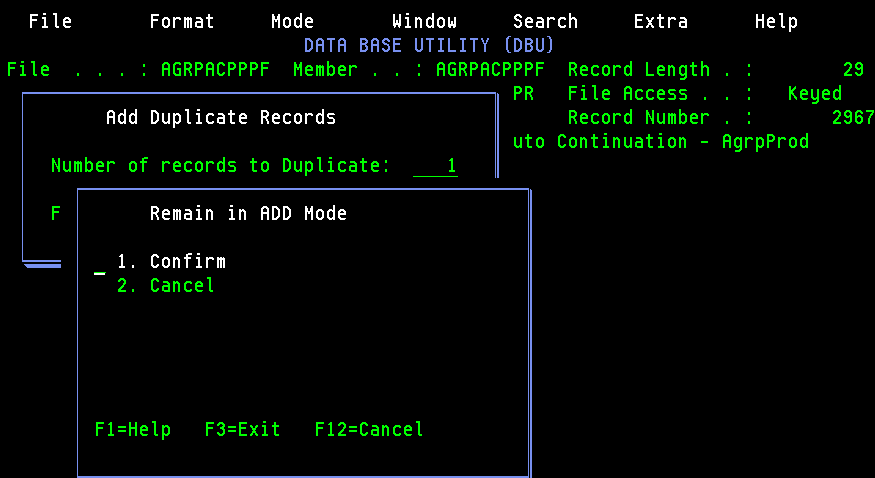 File Format Mode Window Search Extra Help
DATA BASE UTILITY (DBU)
File . . . : AGRPACPPPF Member . . : AGRPACPPPF Record Length . : 29
PR File Access . . : Keyed
Add Duplicate Records Record Number . : 2967
uto Continuation - AgrpProd
Number of records to Duplicate: 1
F Remain in ADD Mode
_ 1. Confirm
2. Cancel
F1=Help F3=Exit F12=Cancel